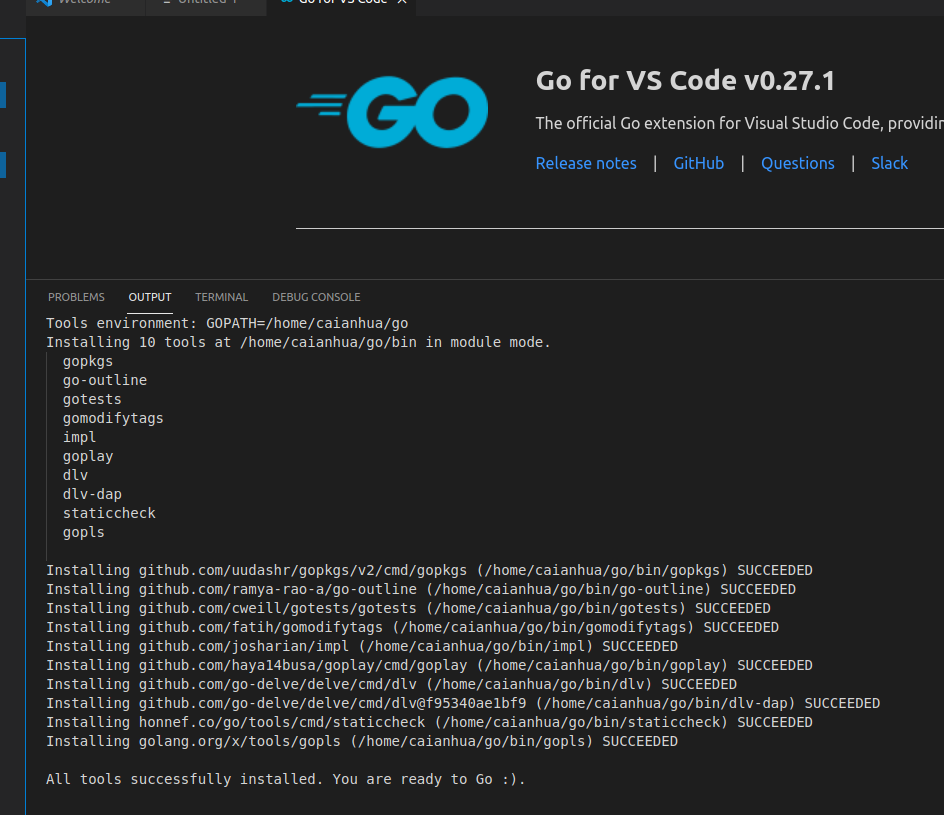 Welcome
Untitled-1
Go for VS Code
GO
Go for VS Code v0.27.1
The official Go extension for Visual Studio Code,
Release notes | GitHub | Questions | Slack
PROBLEMS OUTPUT TERMINAL DEBUG CONSOLE
Tools environment: GOPATH=/home/caianhua/go
Installing 10 tools at /home/caianhua/go/bin in module mode.
gopkgs
go-outline
gotests
gomodifytags
impl
goplay
dlv
dlv-dap
staticcheck
gopls
Installing github.com/uudashr/gopkgs/v2/cmd/gopkgs (/home/caianhua/go/bin/gopkgs) SUCCEEDED
Installing github.com/ramya-rao-a/go-outline (/home/caianhua/go/bin/go-outline) SUCCEEDED
Installing github.com/cweill/gotests/gotests (/home/caianhua/go/bin/gotests) SUCCEEDED
Installing github.com/fatih/gomodifytags (/home/caianhua/go/bin/gomodifytags) SUCCEEDED
Installing github.com/josharian/impl (/home/caianhua/go/bin/impl) SUCCEEDED
Installing github.com/haya14busa/goplay/cmd/goplay (/home/caianhua/go/bin/goplay) SUCCEEDED
Installing github.com/go-delve/delve/cmd/dlv (/home/caianhua/go/bin/dlv) SUCCEEDED
Installing github.com/go-delve/delve/cmd/dlv@f95340ae1bf9 (/home/caianhua/go/bin/dlv-dap) SUCCEEDED
Installing honnef.co/go/tools/cmd/staticcheck (/home/caianhua/go/bin/staticcheck) SUCCEEDED
Installing golang.org/x/tools/gopls (/home/caianhua/go/bin/gopls) SUCCEEDED
All tools successfully installed. You are ready to Go :).